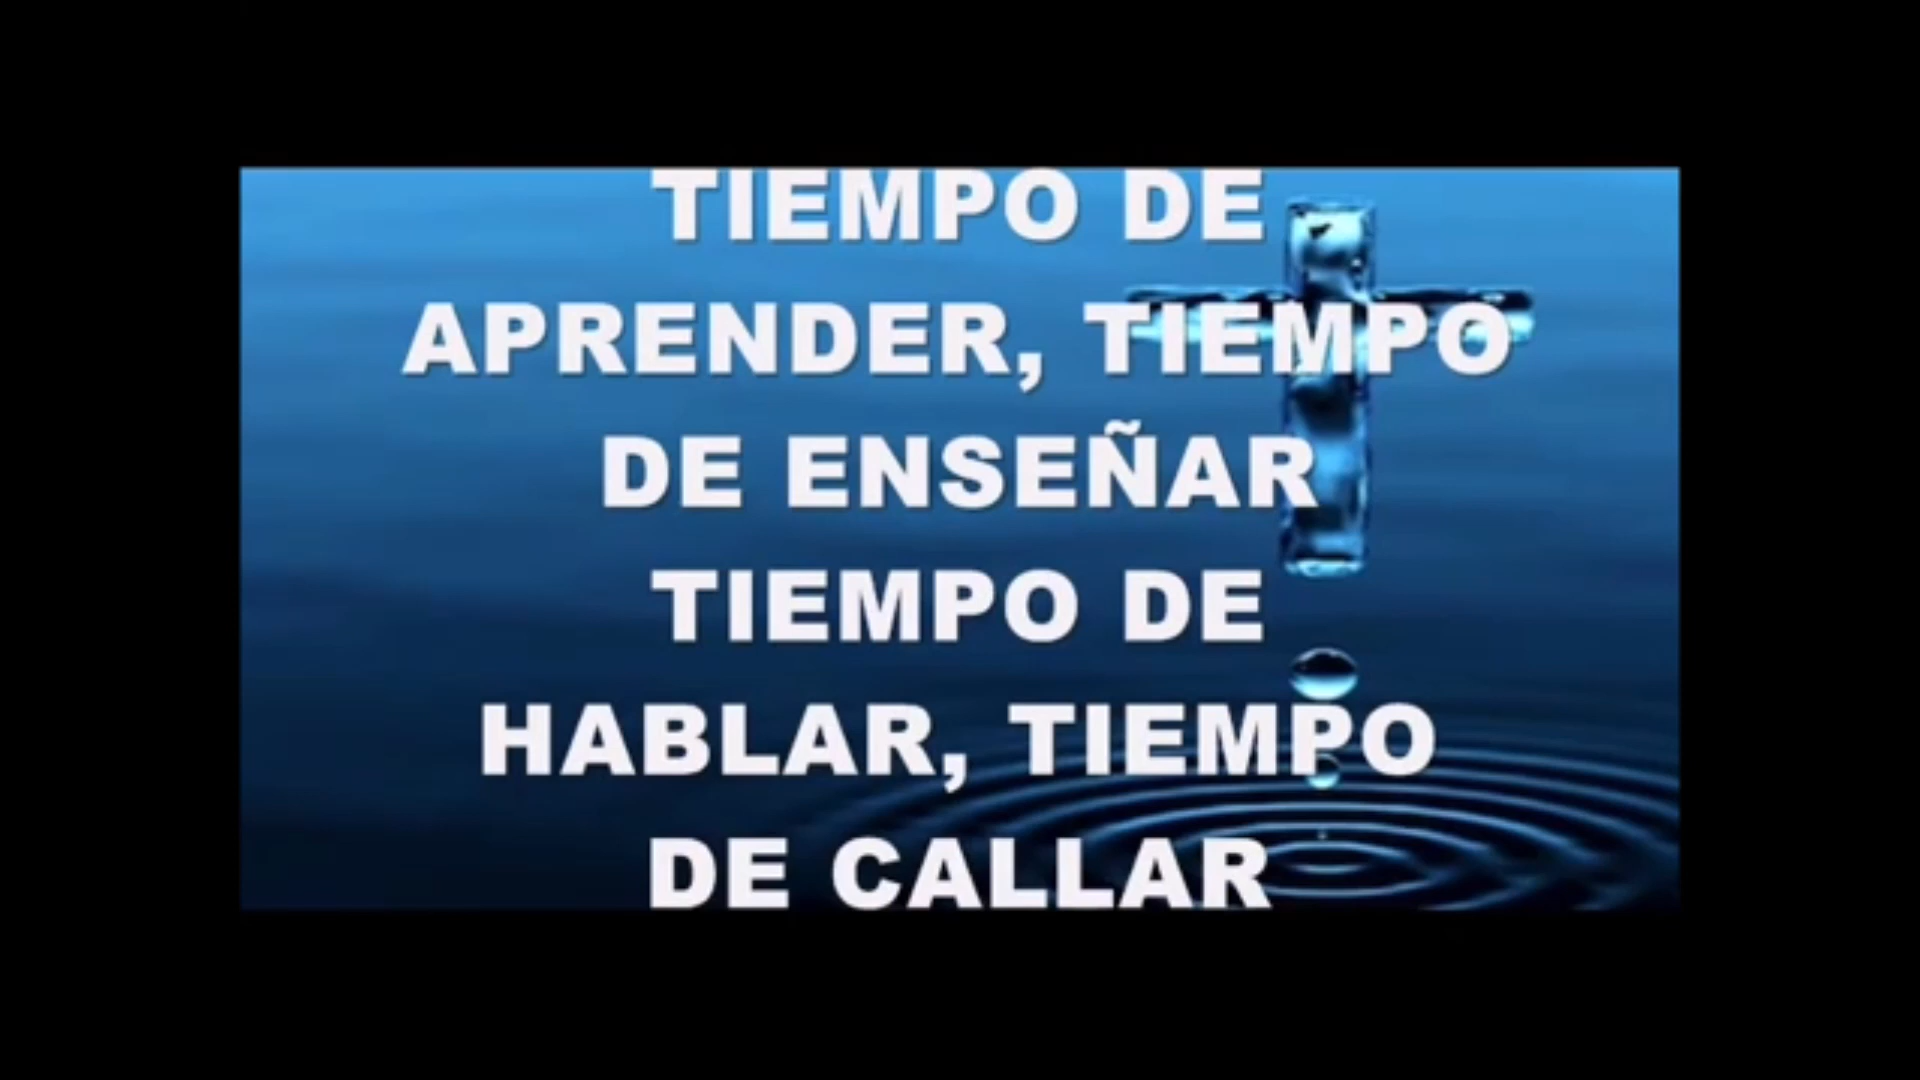 TIEMPO DE
APRENDER, TIEMPO
DE ENSEÑAR
TIEMPO DE
HABLAR, TIEMPO
DE CALLAR